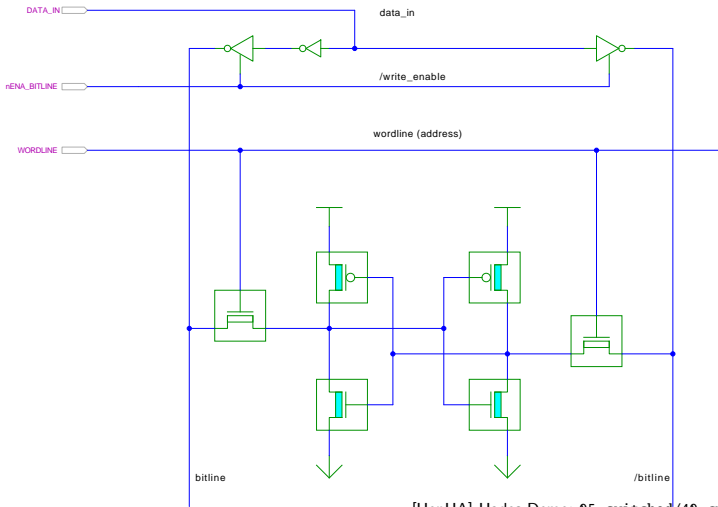 DATA_IN
data_in
nENA_BITLINE
/write_enable
wordline (address)
WORDLINE
bitline
/bitline